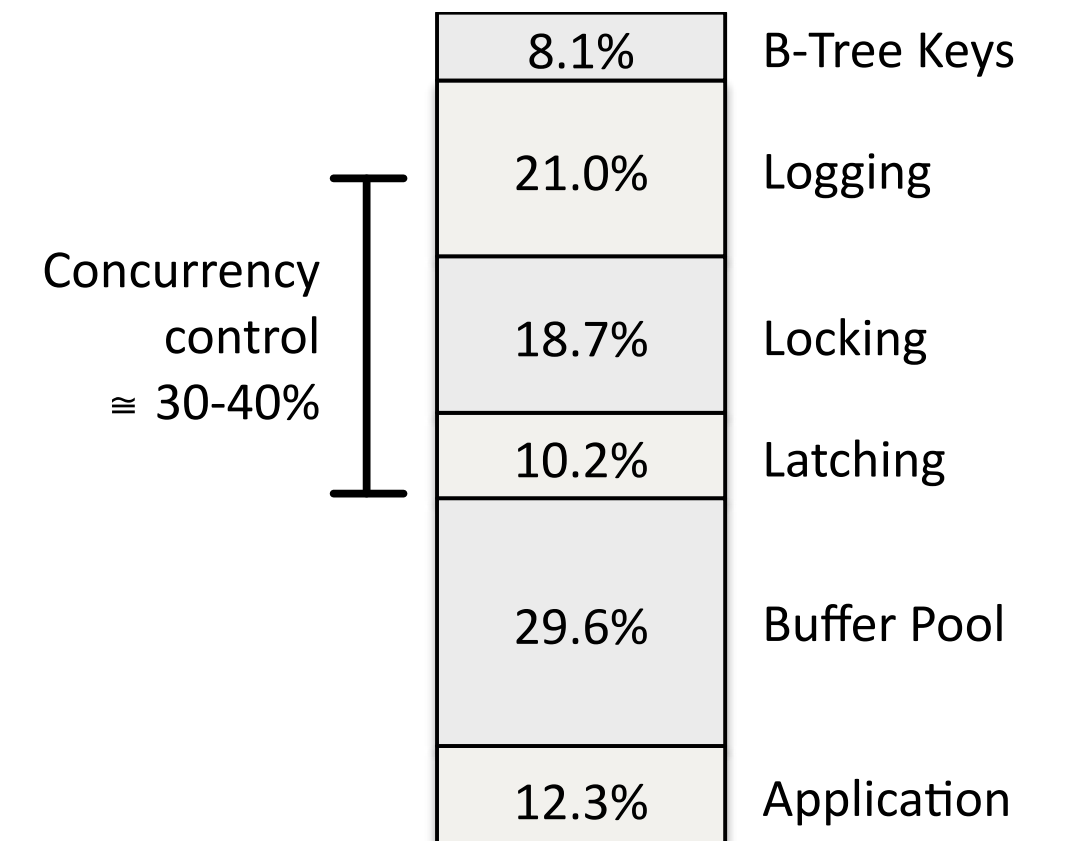 8.1% B-Tree Keys
21.0% Logging
Concurrency
control
≅ 30-40%
18.7% Locking
10.2% Latching
29.6% Buffer Pool
12.3% Application